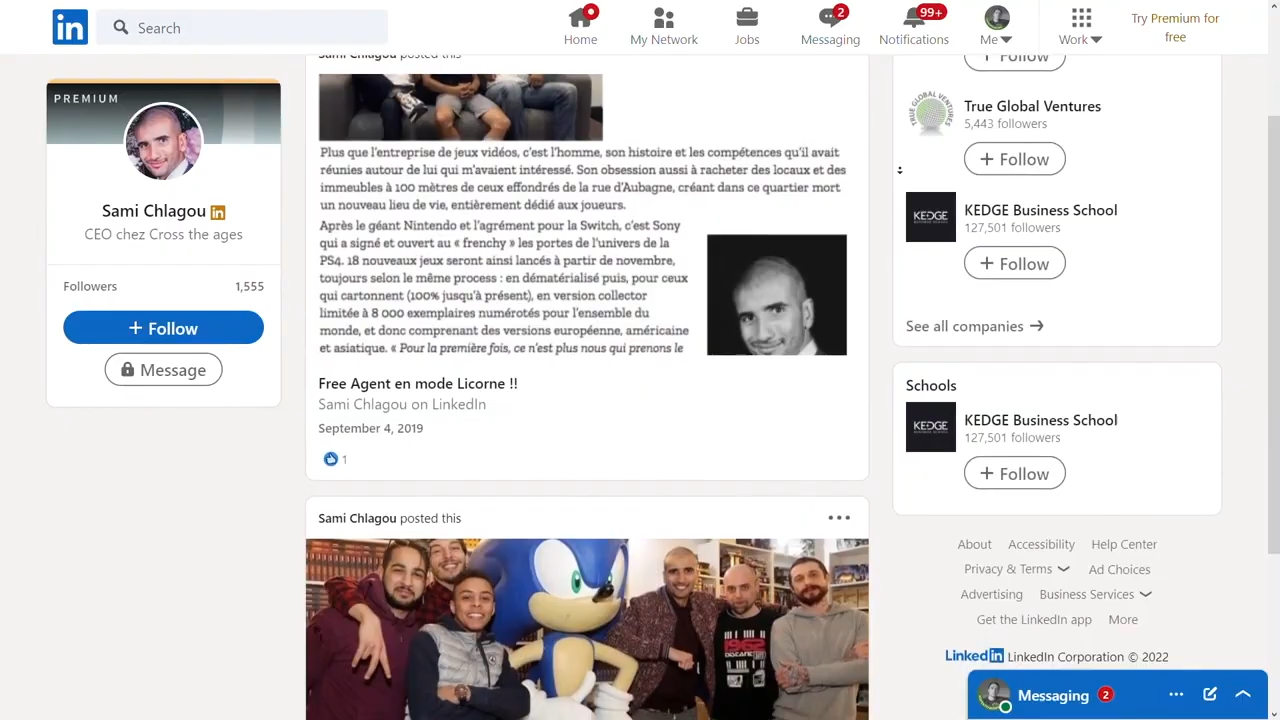 in
Search
Home
My Network
Jobs
2
Messaging
99+
Notifications
Me
Work
Try Premium for
free
PREMIUM
Sami Chlagou in
CEO chez Cross the ages
Followers 1,555
+ Follow
Message
Sami Chlagou posted this
Plus que l'entreprise de jeux vidéos, c'est l'homme, son histoire et les compétences qu'il avait
réunies autour de lui qui m'avaient intéressé. Son obsession aussi à racheter des locaux et des
immeubles à 100 mètres de ceux effondrés de la rue d'Aubagne, créant dans ce quartier mort
un nouveau lieu de vie, entièrement dédié aux joueurs.
Après le géant Nintendo et l'agrément pour la Switch, c'est Sony
qui a signé et ouvert au « frenchy » les portes de l'univers de la
PS4. 18 nouveaux jeux seront ainsi lancés à partir de novembre,
toujours selon le même process : en dématérialisé puis, pour ceux
qui cartonnent (100% jusqu'à présent), en version collector
limitée à 8 000 exemplaires numérotés pour l'ensemble du
monde, et donc comprenant des versions européenne, américaine
et asiatique. « Pour la première fois, ce n'est plus nous qui prenons le
Free Agent en mode Licorne !!
Sami Chlagou on LinkedIn
September 4, 2019
1
Sami Chlagou posted this
+ Follow
TRUE GLOBAL VENTURES
True Global Ventures
5,443 followers
+ Follow
KEDGE
KEDGE Business School
127,501 followers
+ Follow
See all companies
Schools
KEDGE
KEDGE Business School
127,501 followers
+ Follow
About Accessibility Help Center
Privacy & Terms Ad Choices
Advertising Business Services
Get the LinkedIn app More
LinkedIn LinkedIn Corporation © 2022
Messaging 2